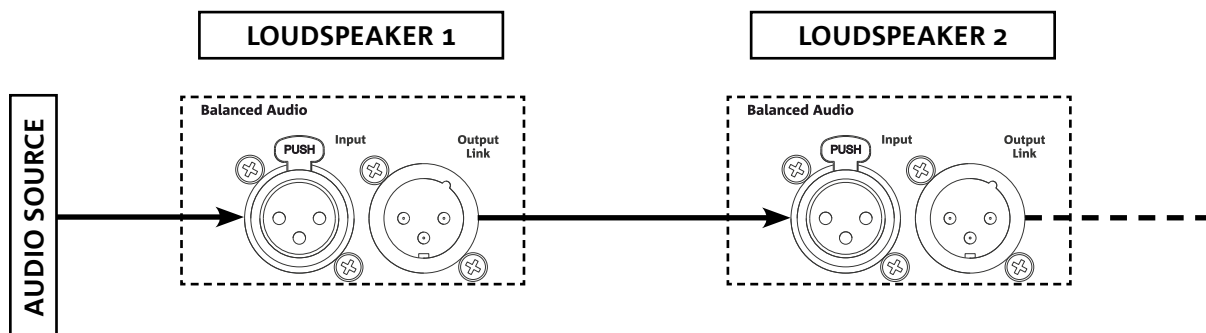 LOUDSPEAKER 1
LOUDSPEAKER 2
AUDIO SOURCE
Balanced Audio
PUSH
Input
Output
Link
Balanced Audio
PUSH
Input
Output
Link